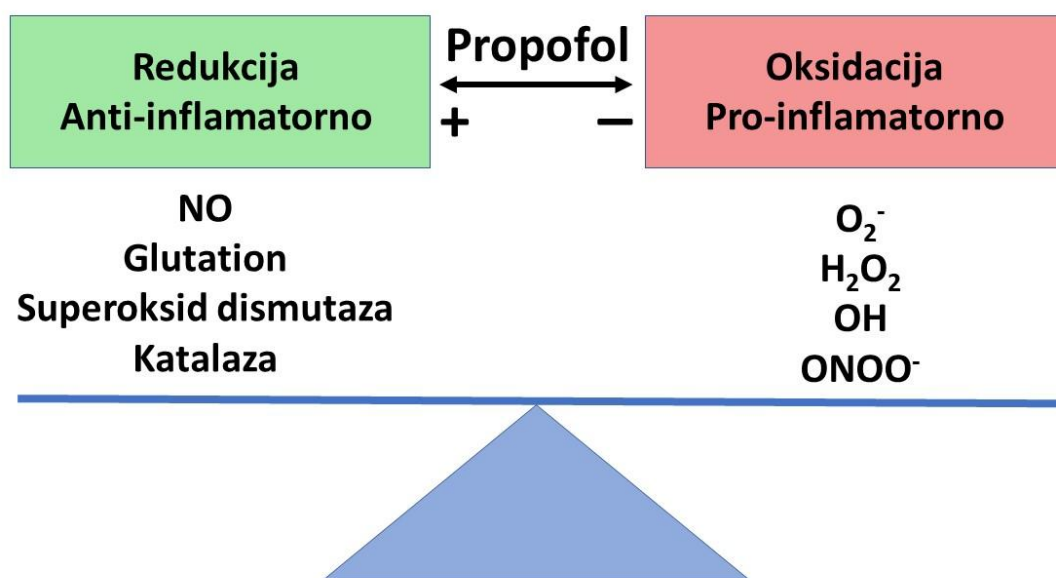 Redukcija
Anti-inflamatorno
Propofol
+ −
Oksidacija
Pro-inflamatorno
NO
Glutation
Superoksid dismutaza
Katalaza
O₂⁻
H₂O₂
OH
ONOO⁻